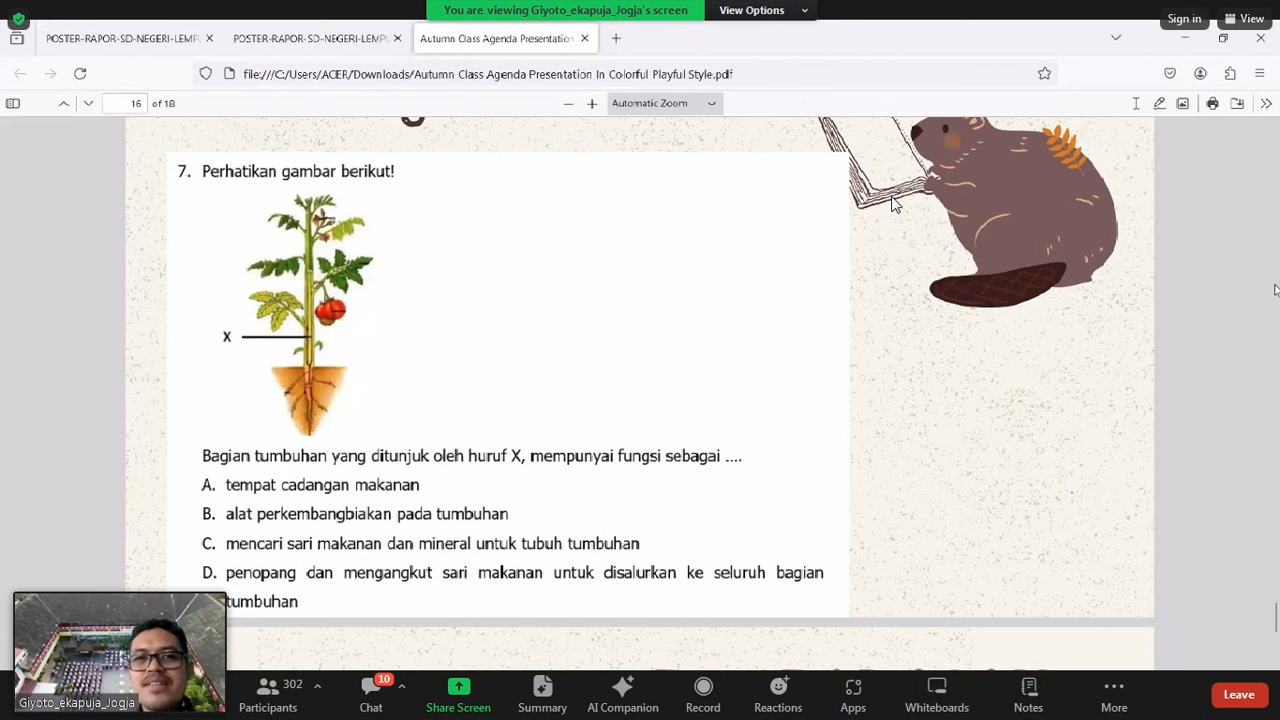 You are viewing Giyoto_ekapuja_Jogja's screen
View Options
Sign in
View
POSTER-RAPOR-SD-NEGERI-LEMPU
POSTER-RAPOR-SD-NEGERI-LEMPU
Autumn Class Agenda Presentation
file:///C:/Users/ACER/Downloads/Autumn Class Agenda Presentation In Colorful Playful Style.pdf
16 of 18
Automatic Zoom
7. Perhatikan gambar berikut!
X
Bagian tumbuhan yang ditunjuk oleh huruf X, mempunyai fungsi sebagai ....
A. tempat cadangan makanan
B. alat perkembangbiakan pada tumbuhan
C. mencari sari makanan dan mineral untuk tubuh tumbuhan
D. penopang dan mengangkut sari makanan untuk disalurkan ke seluruh bagian
tumbuhan
Giyoto_ekapuja_Jogja
302
Participants
10
Chat
Share Screen
Summary
AI Companion
Record
Reactions
Apps
Whiteboards
Notes
More
Leave